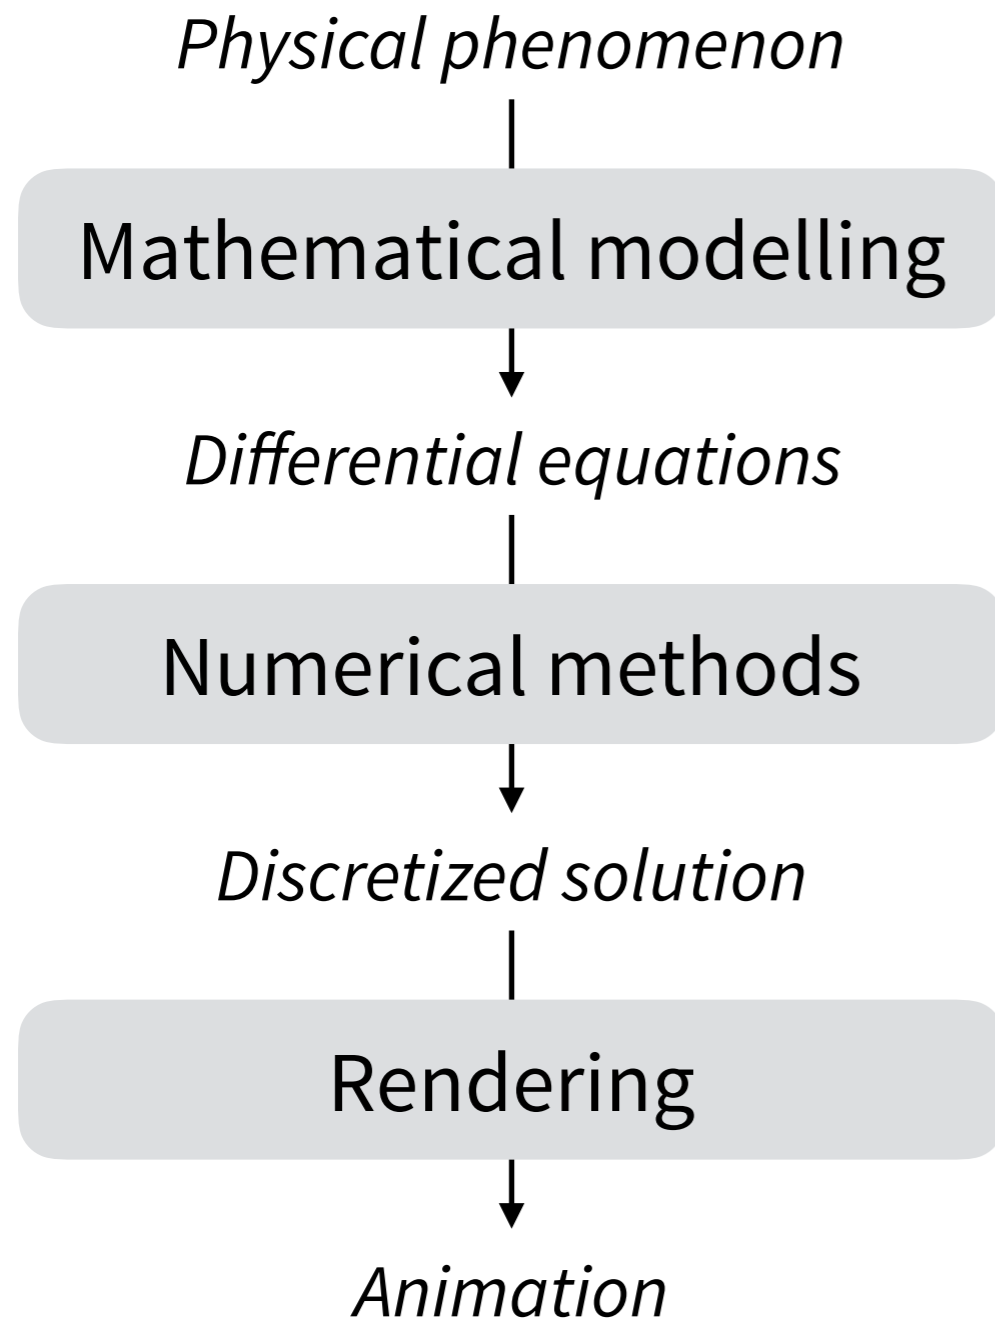 Physical phenomenon
Mathematical modelling
Differential equations
Numerical methods
Discretized solution
Rendering
Animation